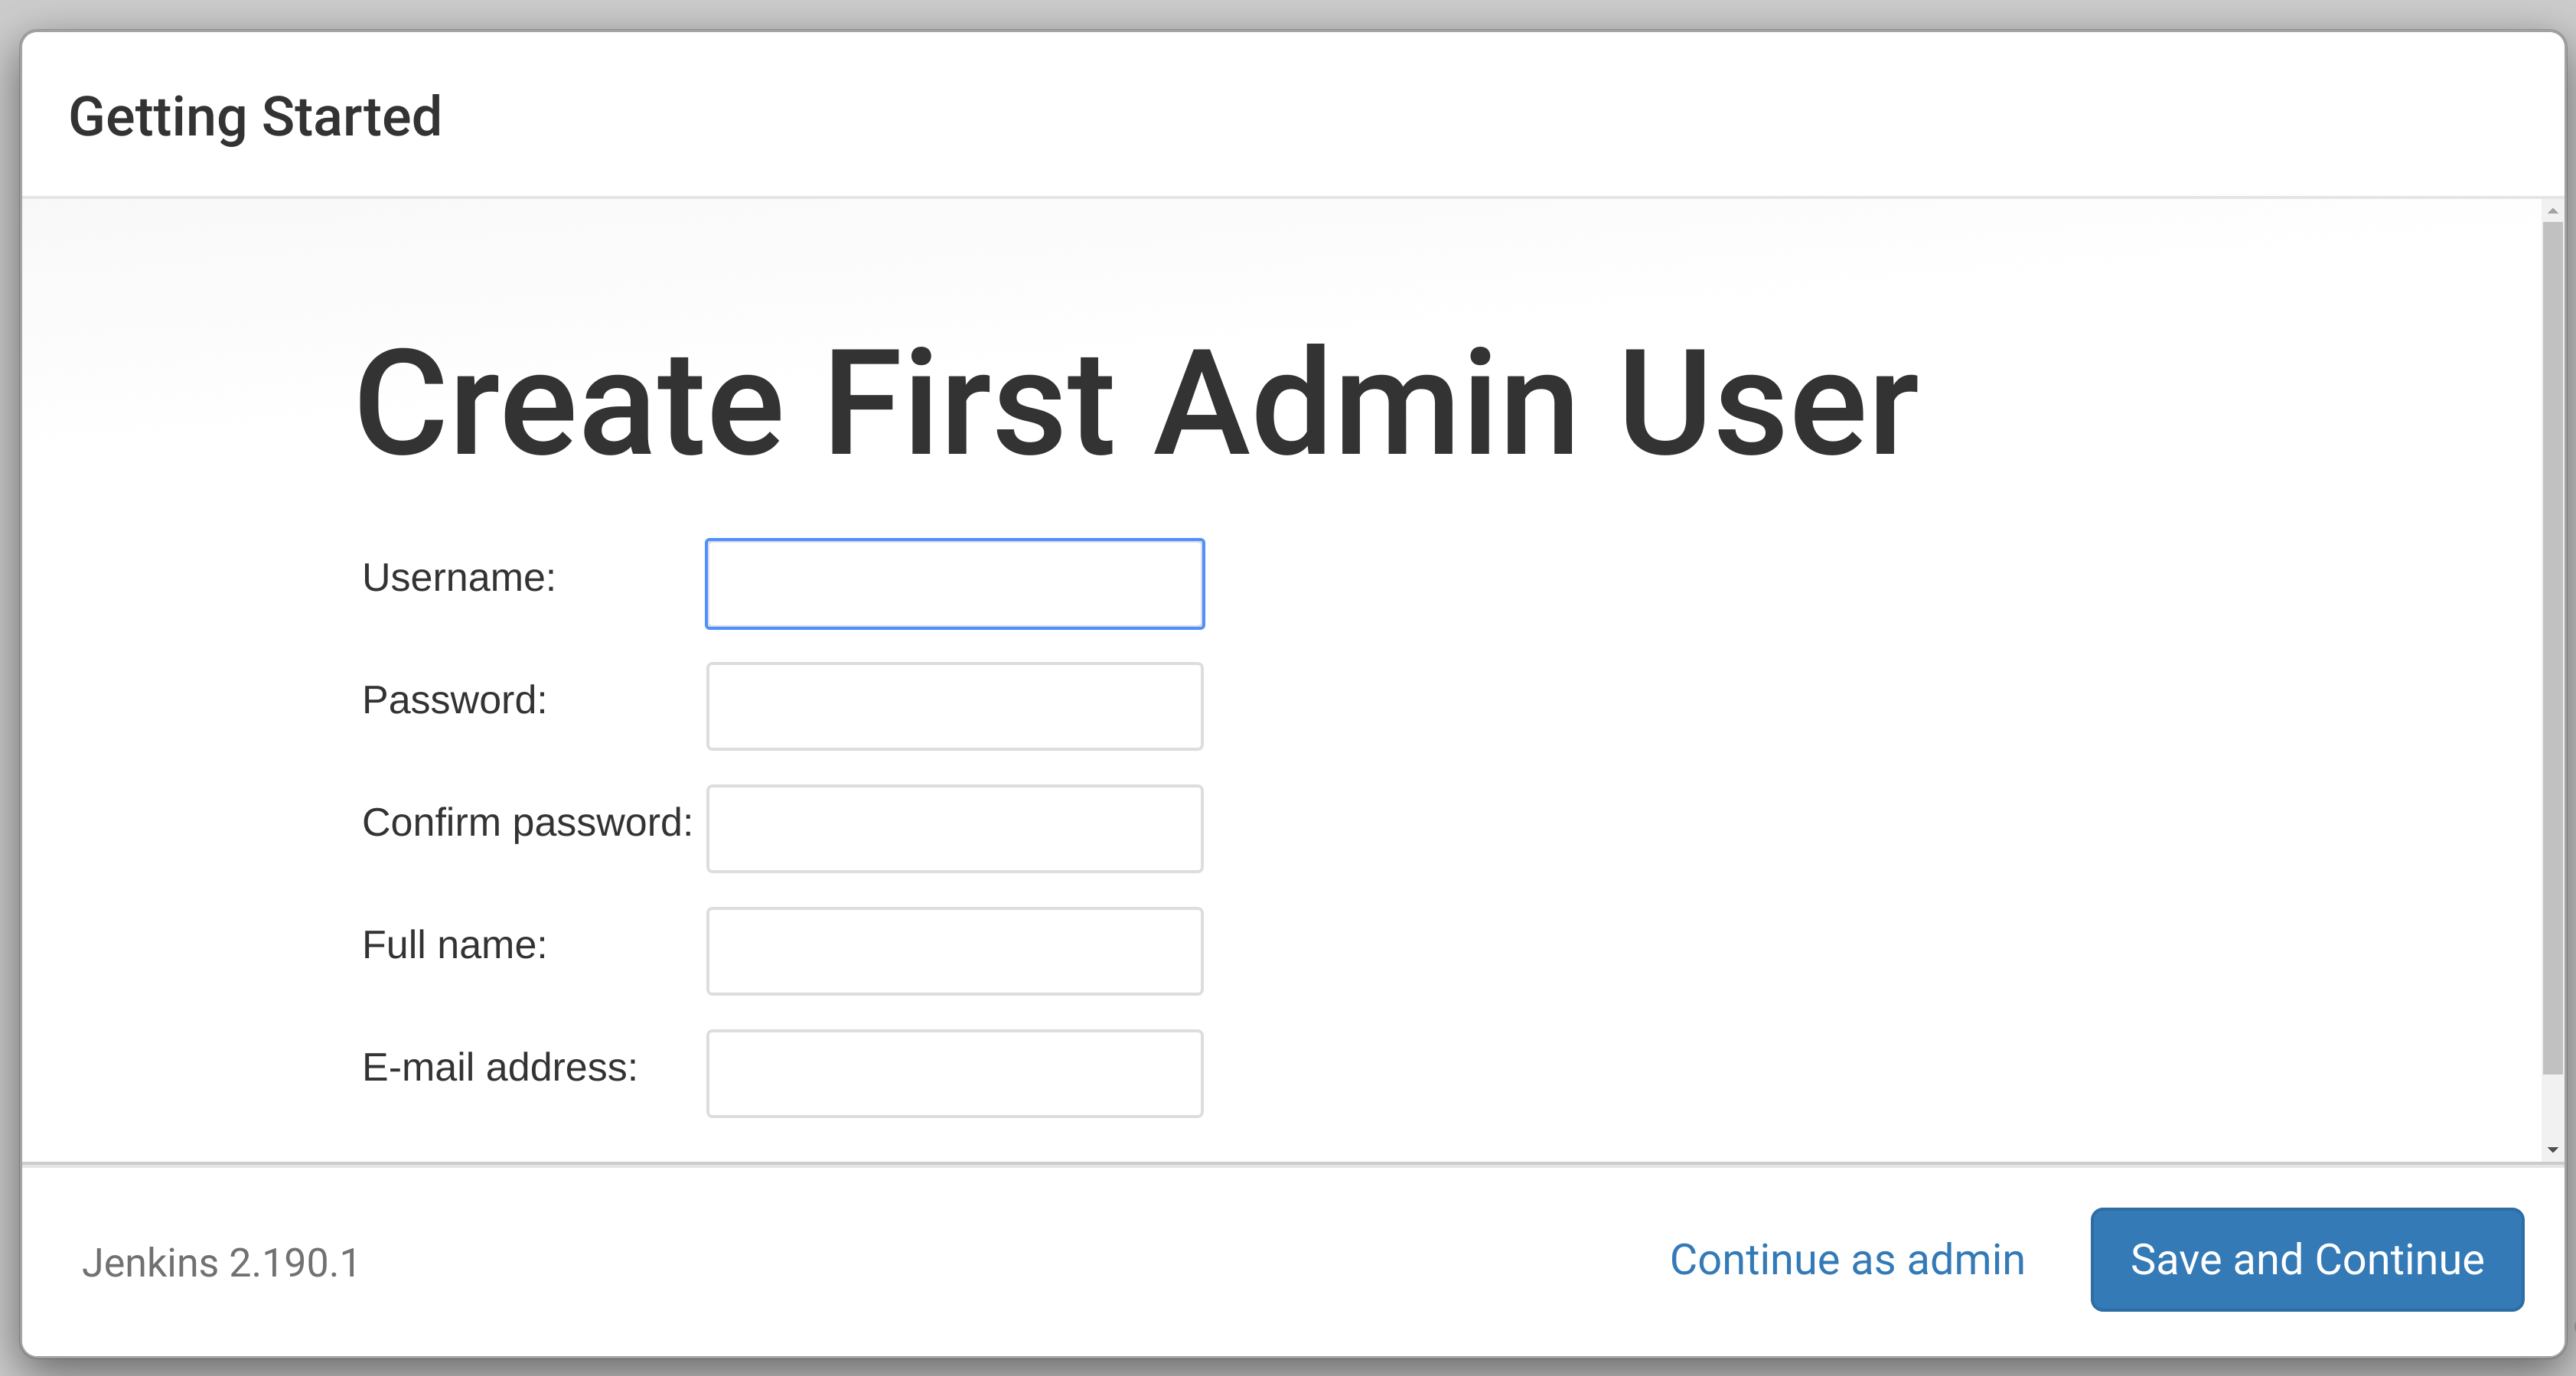 Getting Started
Create First Admin User
Username:
Password:
Confirm password:
Full name:
E-mail address:
Jenkins 2.190.1
Continue as admin
Save and Continue